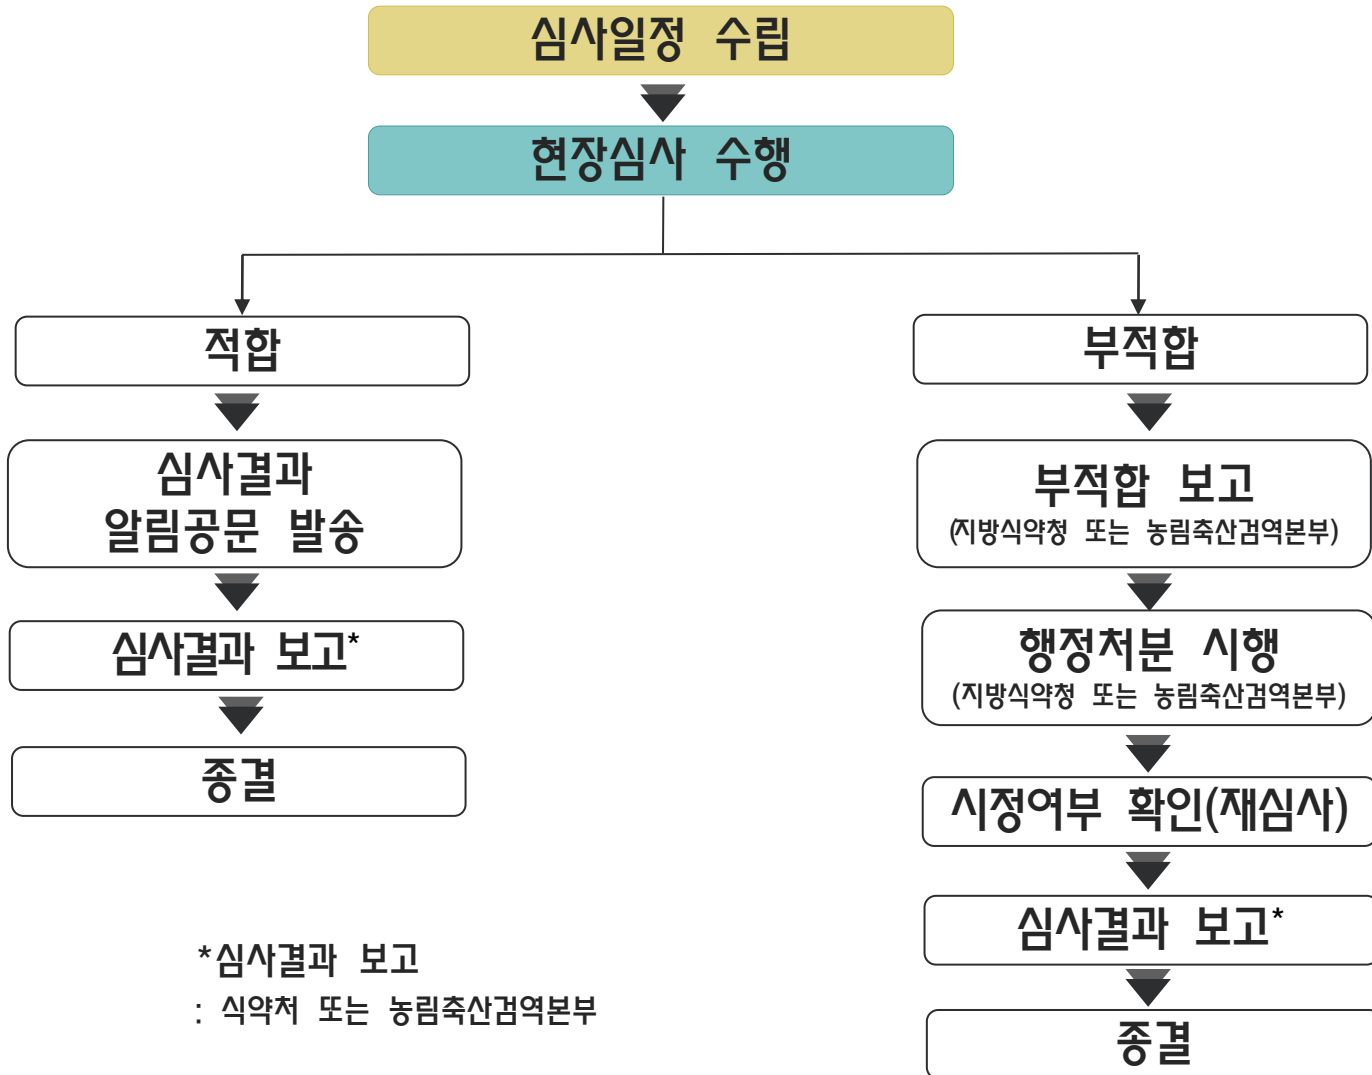 심사일정 수립
현장심사 수행
적합
심사결과
알림공문 발송
심사결과 보고*
종결
부적합
부적합 보고
(지방식약청 또는 농림축산검역본부)
행정처분 시행
(지방식약청 또는 농림축산검역본부)
시정여부 확인(재심사)
심사결과 보고*
종결
*심사결과 보고
: 식약처 또는 농림축산검역본부